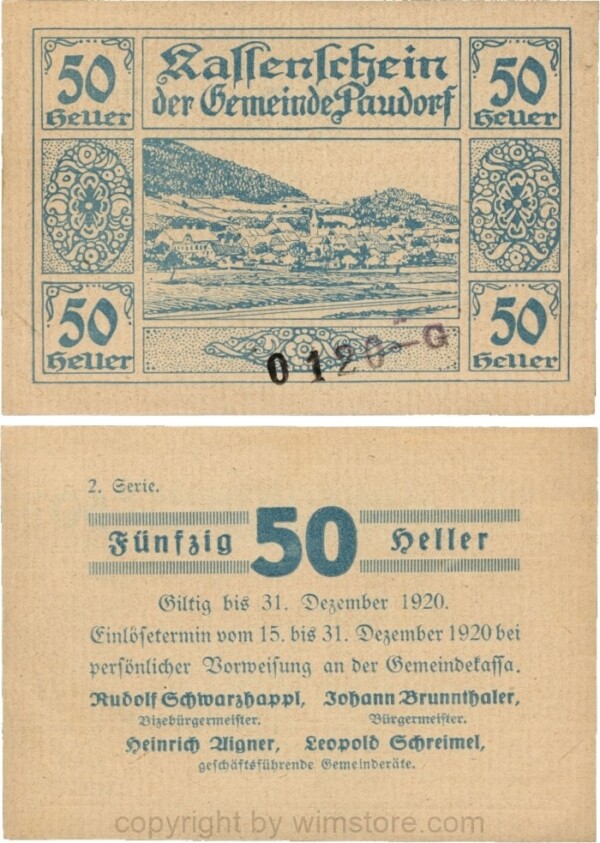 50 Heller
Kassenschein
der Gemeinde Paudorf
50 Heller
50 Heller
50 Heller
0126-G
2. Serie.
Fünfzig 50 Heller
Giltig bis 31. Dezember 1920.
Einlösetermin vom 15. bis 31. Dezember 1920 bei
persönlicher Vorweisung an der Gemeindekassa.
Rudolf Schwarzhappl, Johann Brunnthaler,
Vizebürgermeister. Bürgermeister.
Heinrich Aigner, Leopold Schreimel,
geschäftsführende Gemeinderäte.
copyright by wimstore.com